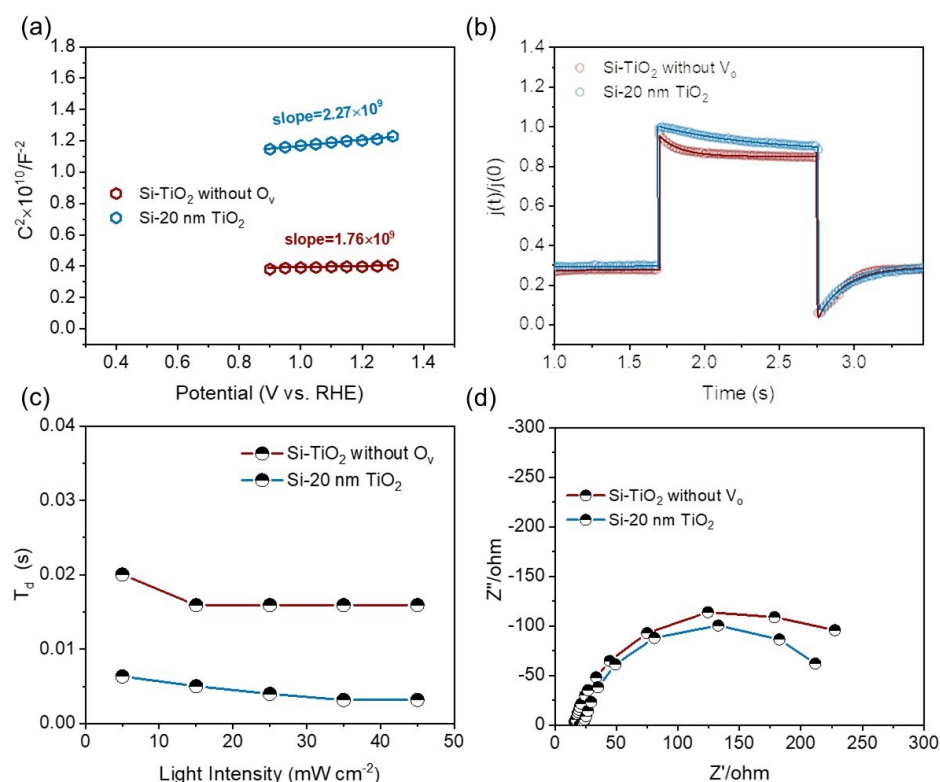 (a)
1.8
1.6
1.4
1.2
1.0
0.8
0.6
0.4
0.2
0.0
C²×10¹⁰/F⁻²
slope=2.27×10⁹
Si-TiO₂ without Oᵥ
Si-20 nm TiO₂
slope=1.76×10⁹
0.4 0.6 0.8 1.0 1.2 1.4
Potential (V vs. RHE)
(b)
1.4
1.2
1.0
0.8
0.6
0.4
0.2
0.0
j(t)/j(0)
Si-TiO₂ without Vₒ
Si-20 nm TiO₂
1.0 1.5 2.0 2.5 3.0
Time (s)
(c)
0.04
0.03
0.02
0.01
0.00
T_d (s)
Si-TiO₂ without Oᵥ
Si-20 nm TiO₂
0 10 20 30 40 50
Light Intensity (mW cm⁻²)
(d)
-300
-250
-200
-150
-100
-50
0
Z''/ohm
Si-TiO₂ without Vₒ
Si-20 nm TiO₂
0 50 100 150 200 250 300
Z'/ohm